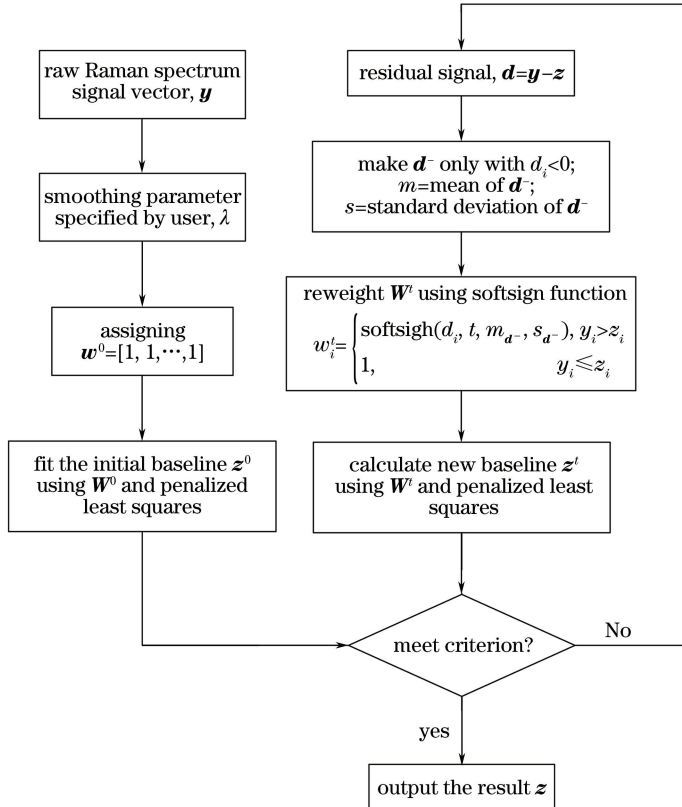 raw Raman spectrum
signal vector, y
smoothing parameter
specified by user, λ
assigning
w⁰=[1, 1,⋯,1]
fit the initial baseline z⁰
using W⁰ and penalized
least squares
residual signal, d=y−z
make d⁻ only with dᵢ<0;
m=mean of d⁻;
s=standard deviation of d⁻
reweight Wᵗ using softsign function
wᵢᵗ={softsigh(dᵢ, t, m_d⁻, s_d⁻), yᵢ>zᵢ
1, yᵢ⩽zᵢ
calculate new baseline zᵗ
using Wᵗ and penalized least
squares
meet criterion?
No
yes
output the result z